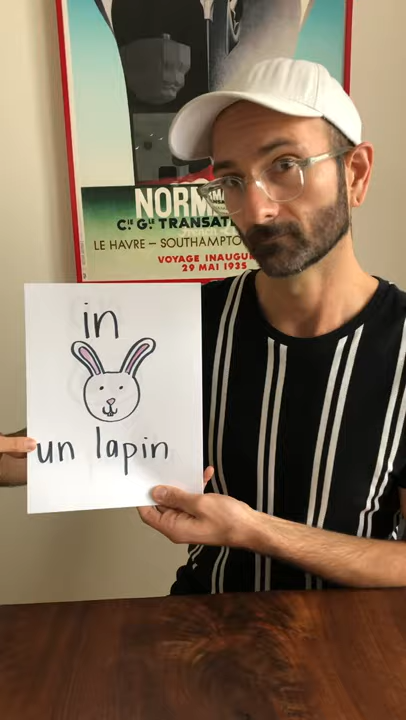 NORM
Cie Gle TRANSAT
LE HAVRE – SOUTHAMPTO
VOYAGE INAUGU
29 MAI 1935
in
un lapin